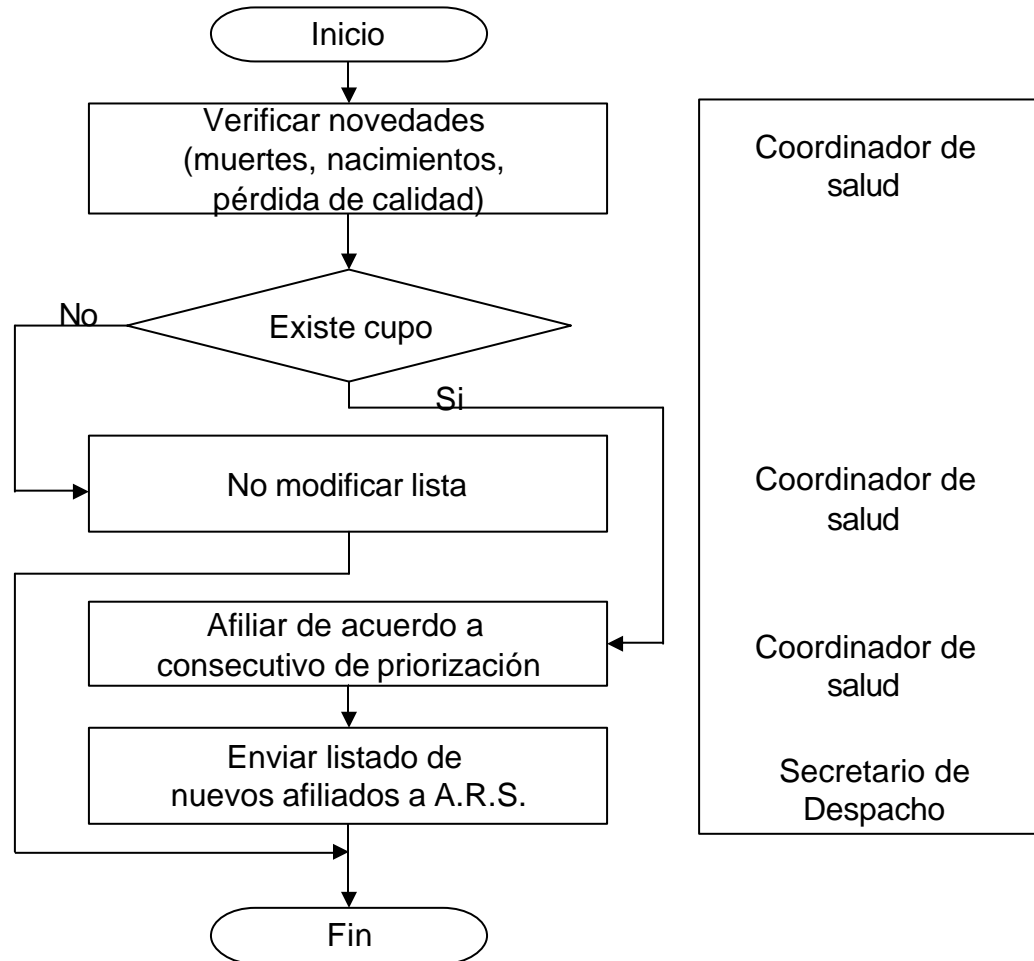 Inicio
Verificar novedades
(muertes, nacimientos,
pérdida de calidad)
Coordinador de
salud
Existe cupo
No
Si
No modificar lista
Coordinador de
salud
Afiliar de acuerdo a
consecutivo de priorización
Coordinador de
salud
Enviar listado de
nuevos afiliados a A.R.S.
Secretario de
Despacho
Fin